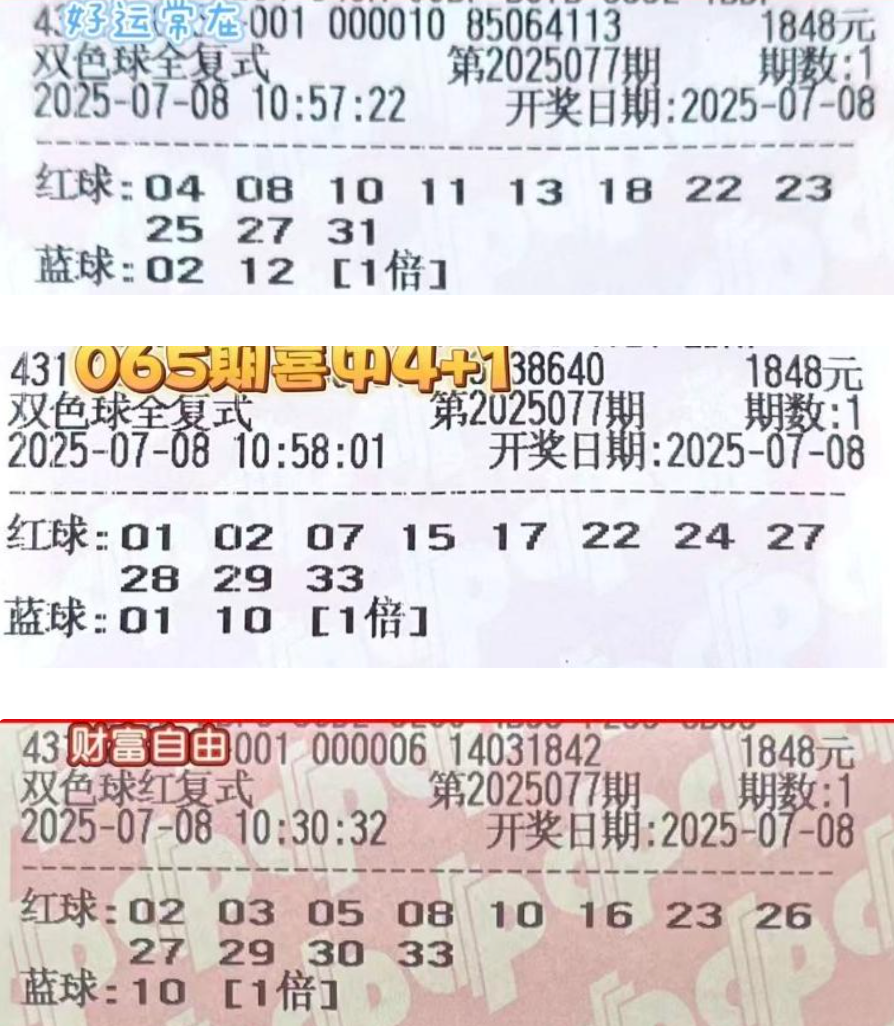 43好运常在001 000010 85064113 1848元
双色球全复式 第2025077期 期数:1
2025-07-08 10:57:22 开奖日期:2025-07-08
红球:04 08 10 11 13 18 22 23
25 27 31
蓝球:02 12 [1倍]
431 065期喜中4+1 38640 1848元
双色球全复式 第2025077期 期数:1
2025-07-08 10:58:01 开奖日期:2025-07-08
红球:01 02 07 15 17 22 24 27
28 29 33
蓝球:01 10 [1倍]
43财富自由001 000006 14031842 1848元
双色球红复式 第2025077期 期数:1
2025-07-08 10:30:32 开奖日期:2025-07-08
红球:02 03 05 08 10 16 23 26
27 29 30 33
蓝球:10 [1倍]